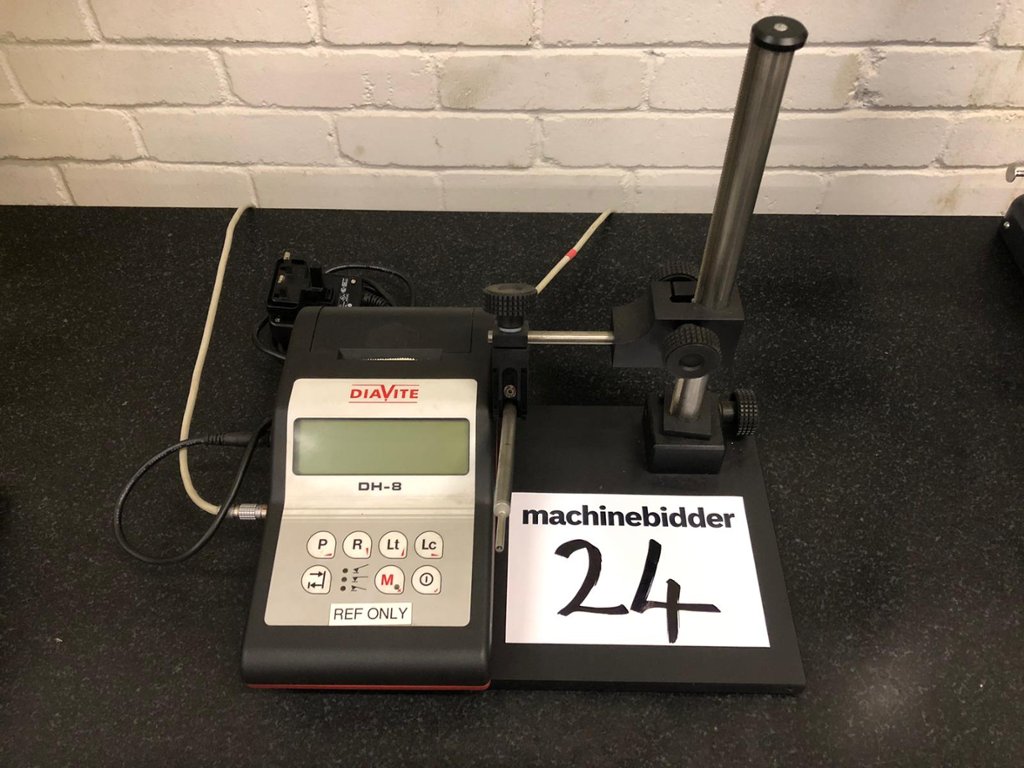 DIAVITE
DH-8
P R Lt Lc
M
REF ONLY
machinebidder
24